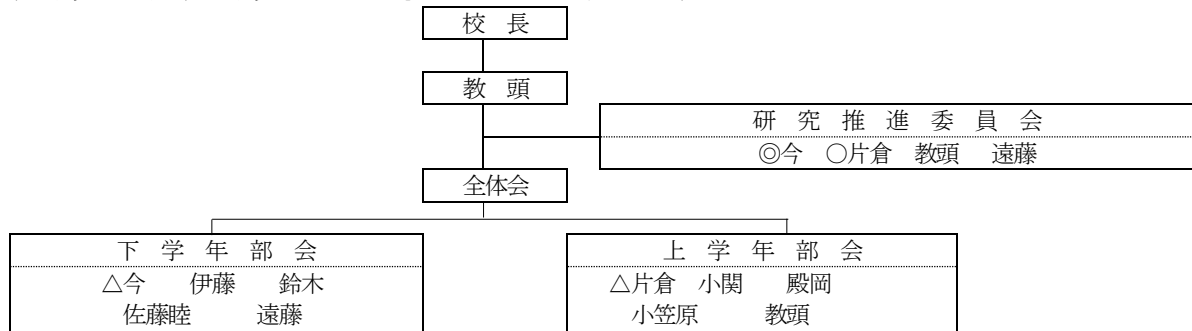 校　長
教　頭
研　究　推　進　委　員　会
◎今　○片倉　教頭　遠藤
全体会
下　学　年　部　会
△今　　伊藤　　鈴木
佐藤睦　　　遠藤
上　学　年　部　会
△片倉　小関　　殿岡
小笠原　　　教頭